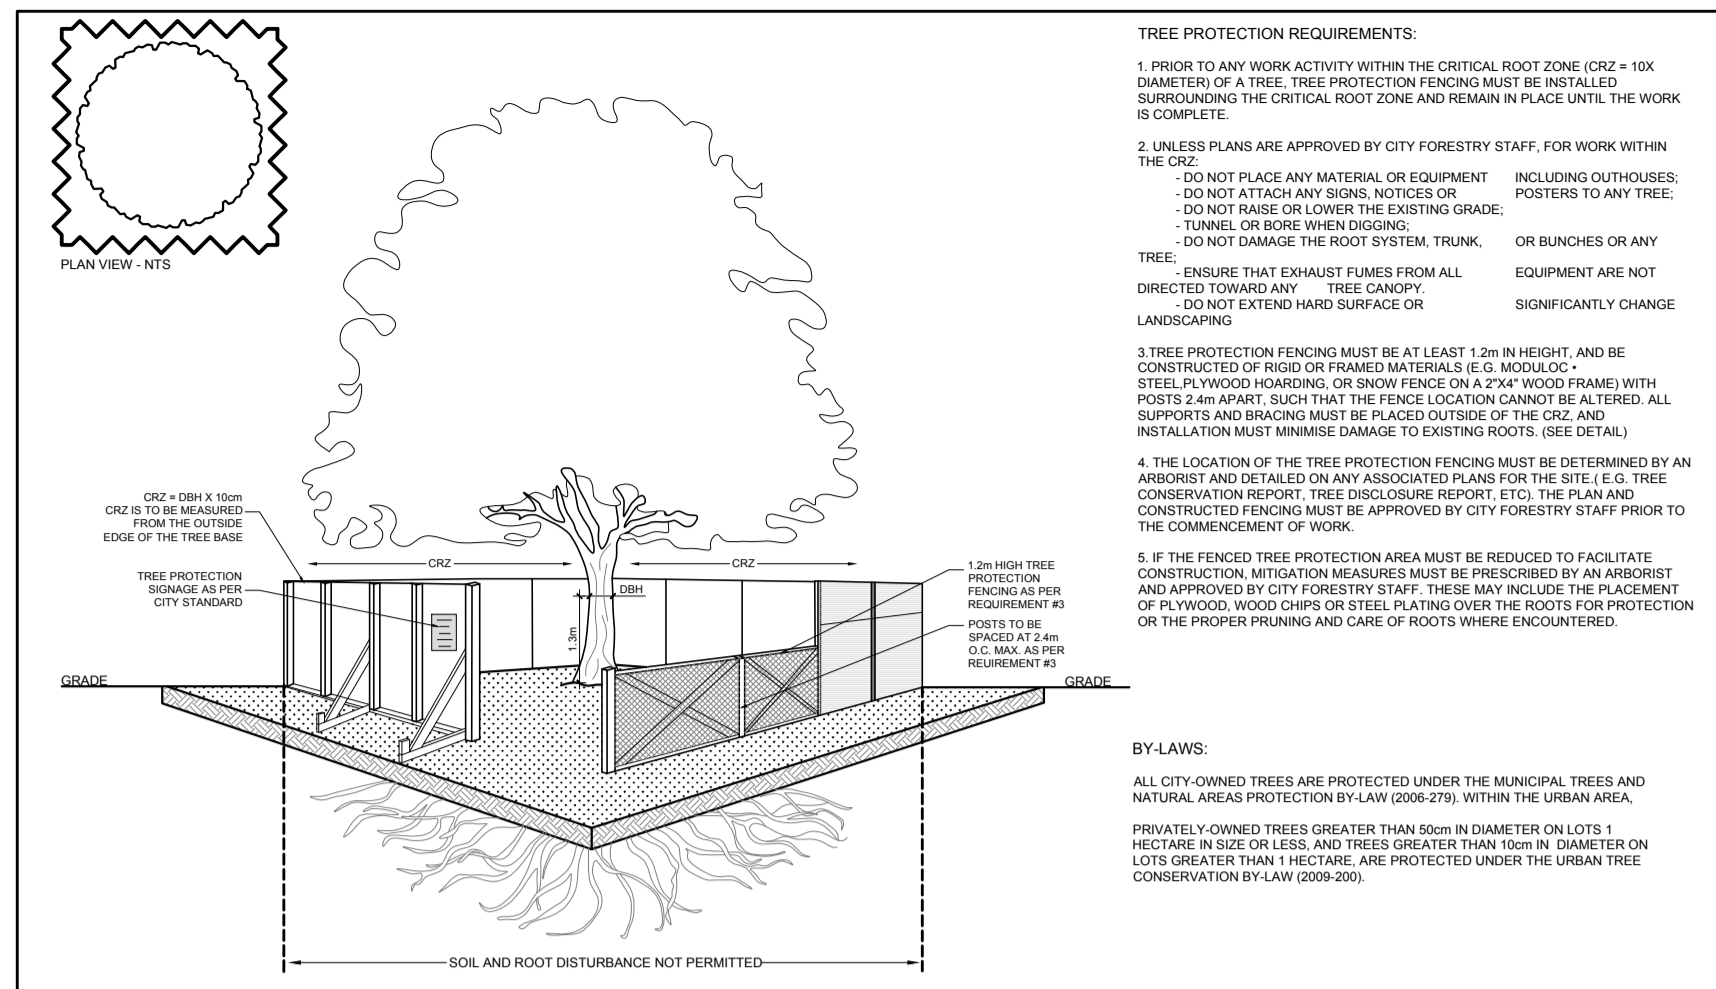 PLAN VIEW - NTS
CRZ = DBH X 10cm
CRZ IS TO BE MEASURED
FROM THE OUTSIDE
EDGE OF THE TREE BASE
TREE PROTECTION
SIGNAGE AS PER
CITY STANDARD
CRZ
CRZ
DBH
1.3m
1.2m HIGH TREE
PROTECTION
FENCING AS PER
REQUIREMENT #3
POSTS TO BE
SPACED AT 2.4m
O.C. MAX. AS PER
REUIREMENT #3
GRADE
GRADE
SOIL AND ROOT DISTURBANCE NOT PERMITTED
TREE PROTECTION REQUIREMENTS:
1. PRIOR TO ANY WORK ACTIVITY WITHIN THE CRITICAL ROOT ZONE (CRZ = 10X
DIAMETER) OF A TREE, TREE PROTECTION FENCING MUST BE INSTALLED
SURROUNDING THE CRITICAL ROOT ZONE AND REMAIN IN PLACE UNTIL THE WORK
IS COMPLETE.
2. UNLESS PLANS ARE APPROVED BY CITY FORESTRY STAFF, FOR WORK WITHIN
THE CRZ:
- DO NOT PLACE ANY MATERIAL OR EQUIPMENT INCLUDING OUTHOUSES;
- DO NOT ATTACH ANY SIGNS, NOTICES OR POSTERS TO ANY TREE;
- DO NOT RAISE OR LOWER THE EXISTING GRADE;
- TUNNEL OR BORE WHEN DIGGING;
- DO NOT DAMAGE THE ROOT SYSTEM, TRUNK, OR BUNCHES OR ANY
TREE;
- ENSURE THAT EXHAUST FUMES FROM ALL EQUIPMENT ARE NOT
DIRECTED TOWARD ANY TREE CANOPY.
- DO NOT EXTEND HARD SURFACE OR SIGNIFICANTLY CHANGE
LANDSCAPING
3.TREE PROTECTION FENCING MUST BE AT LEAST 1.2m IN HEIGHT, AND BE
CONSTRUCTED OF RIGID OR FRAMED MATERIALS (E.G. MODULOC •
STEEL,PLYWOOD HOARDING, OR SNOW FENCE ON A 2"X4" WOOD FRAME) WITH
POSTS 2.4m APART, SUCH THAT THE FENCE LOCATION CANNOT BE ALTERED. ALL
SUPPORTS AND BRACING MUST BE PLACED OUTSIDE OF THE CRZ, AND
INSTALLATION MUST MINIMISE DAMAGE TO EXISTING ROOTS. (SEE DETAIL)
4. THE LOCATION OF THE TREE PROTECTION FENCING MUST BE DETERMINED BY AN
ARBORIST AND DETAILED ON ANY ASSOCIATED PLANS FOR THE SITE.( E.G. TREE
CONSERVATION REPORT, TREE DISCLOSURE REPORT, ETC). THE PLAN AND
CONSTRUCTED FENCING MUST BE APPROVED BY CITY FORESTRY STAFF PRIOR TO
THE COMMENCEMENT OF WORK.
5. IF THE FENCED TREE PROTECTION AREA MUST BE REDUCED TO FACILITATE
CONSTRUCTION, MITIGATION MEASURES MUST BE PRESCRIBED BY AN ARBORIST
AND APPROVED BY CITY FORESTRY STAFF. THESE MAY INCLUDE THE PLACEMENT
OF PLYWOOD, WOOD CHIPS OR STEEL PLATING OVER THE ROOTS FOR PROTECTION
OR THE PROPER PRUNING AND CARE OF ROOTS WHERE ENCOUNTERED.
BY-LAWS:
ALL CITY-OWNED TREES ARE PROTECTED UNDER THE MUNICIPAL TREES AND
NATURAL AREAS PROTECTION BY-LAW (2006-279). WITHIN THE URBAN AREA,
PRIVATELY-OWNED TREES GREATER THAN 50cm IN DIAMETER ON LOTS 1
HECTARE IN SIZE OR LESS, AND TREES GREATER THAN 10cm IN DIAMETER ON
LOTS GREATER THAN 1 HECTARE, ARE PROTECTED UNDER THE URBAN TREE
CONSERVATION BY-LAW (2009-200).